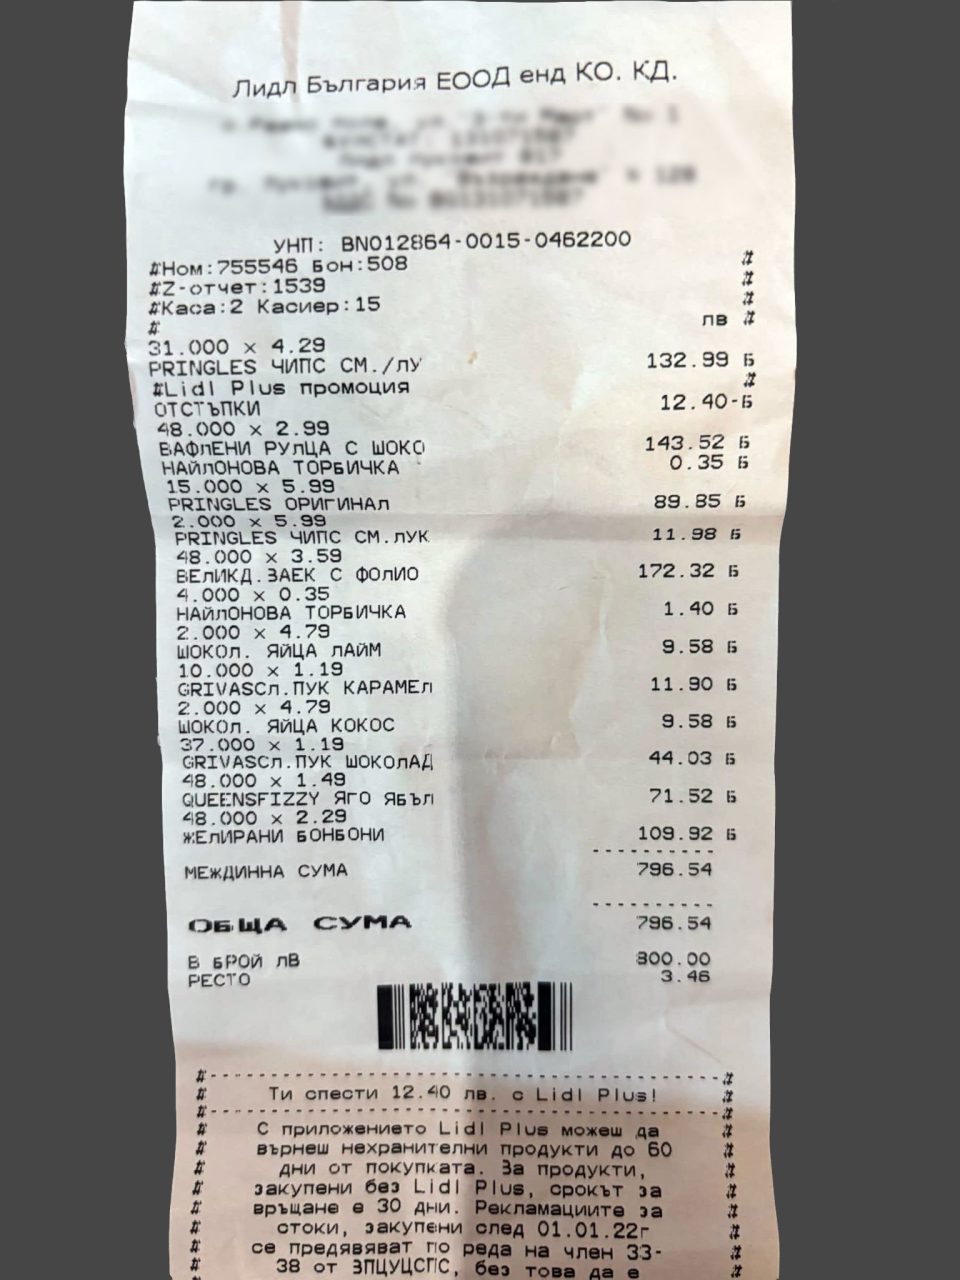 Лидл България ЕООД енд КО. КД.
УНП: BN012864-0015-0462200
#Ном:755546 Бон:508 #
#Z-отчет:1539 #
#Каса:2 Касиер:15 #
# лв #
31.000 x 4.29
PRINGLES ЧИПС СМ./ЛУ 132.99 Б
#Lidl Plus промоция #
ОТСТЪПКИ 12.40-Б
48.000 x 2.99
ВАФЛЕНИ РУЛЦА С ШОКО 143.52 Б
НАЙЛОНОВА ТОРБИЧКА 0.35 Б
15.000 x 5.99
PRINGLES ОРИГИНАЛ 89.85 Б
2.000 x 5.99
PRINGLES ЧИПС СМ.ЛУК 11.98 Б
48.000 x 3.59
ВЕЛИКД.ЗАЕК С ФОЛИО 172.32 Б
4.000 x 0.35
НАЙЛОНОВА ТОРБИЧКА 1.40 Б
2.000 x 4.79
ШОКОЛ. ЯЙЦА ЛАЙМ 9.58 Б
10.000 x 1.19
GRIVASСЛ.ПУК КАРАМЕЛ 11.90 Б
2.000 x 4.79
ШОКОЛ. ЯЙЦА КОКОС 9.58 Б
37.000 x 1.19
GRIVASСЛ.ПУК ШОКОЛАД 44.03 Б
48.000 x 1.49
QUEENSFIZZY ЯГО ЯБЪЛ 71.52 Б
48.000 x 2.29
ЖЕЛИРАНИ БОНБОНИ 109.92 Б
МЕЖДИННА СУМА 796.54
ОБЩА СУМА 796.54
В БРОЙ ЛВ 800.00
РЕСТО 3.46
# #
# Ти спести 12.40 лв. с Lidl Plus! #
# #
# С приложението Lidl Plus можеш да #
# върнеш нехранителни продукти до 60 #
# дни от покупката. За продукти, #
# закупени без Lidl Plus, срокът за #
# връщане е 30 дни. Рекламациите за #
# стоки, закупени след 01.01.22г #
# се предявяват по реда на член 33- #
# 38 от ЗПЦУЦСПС, без това да е #